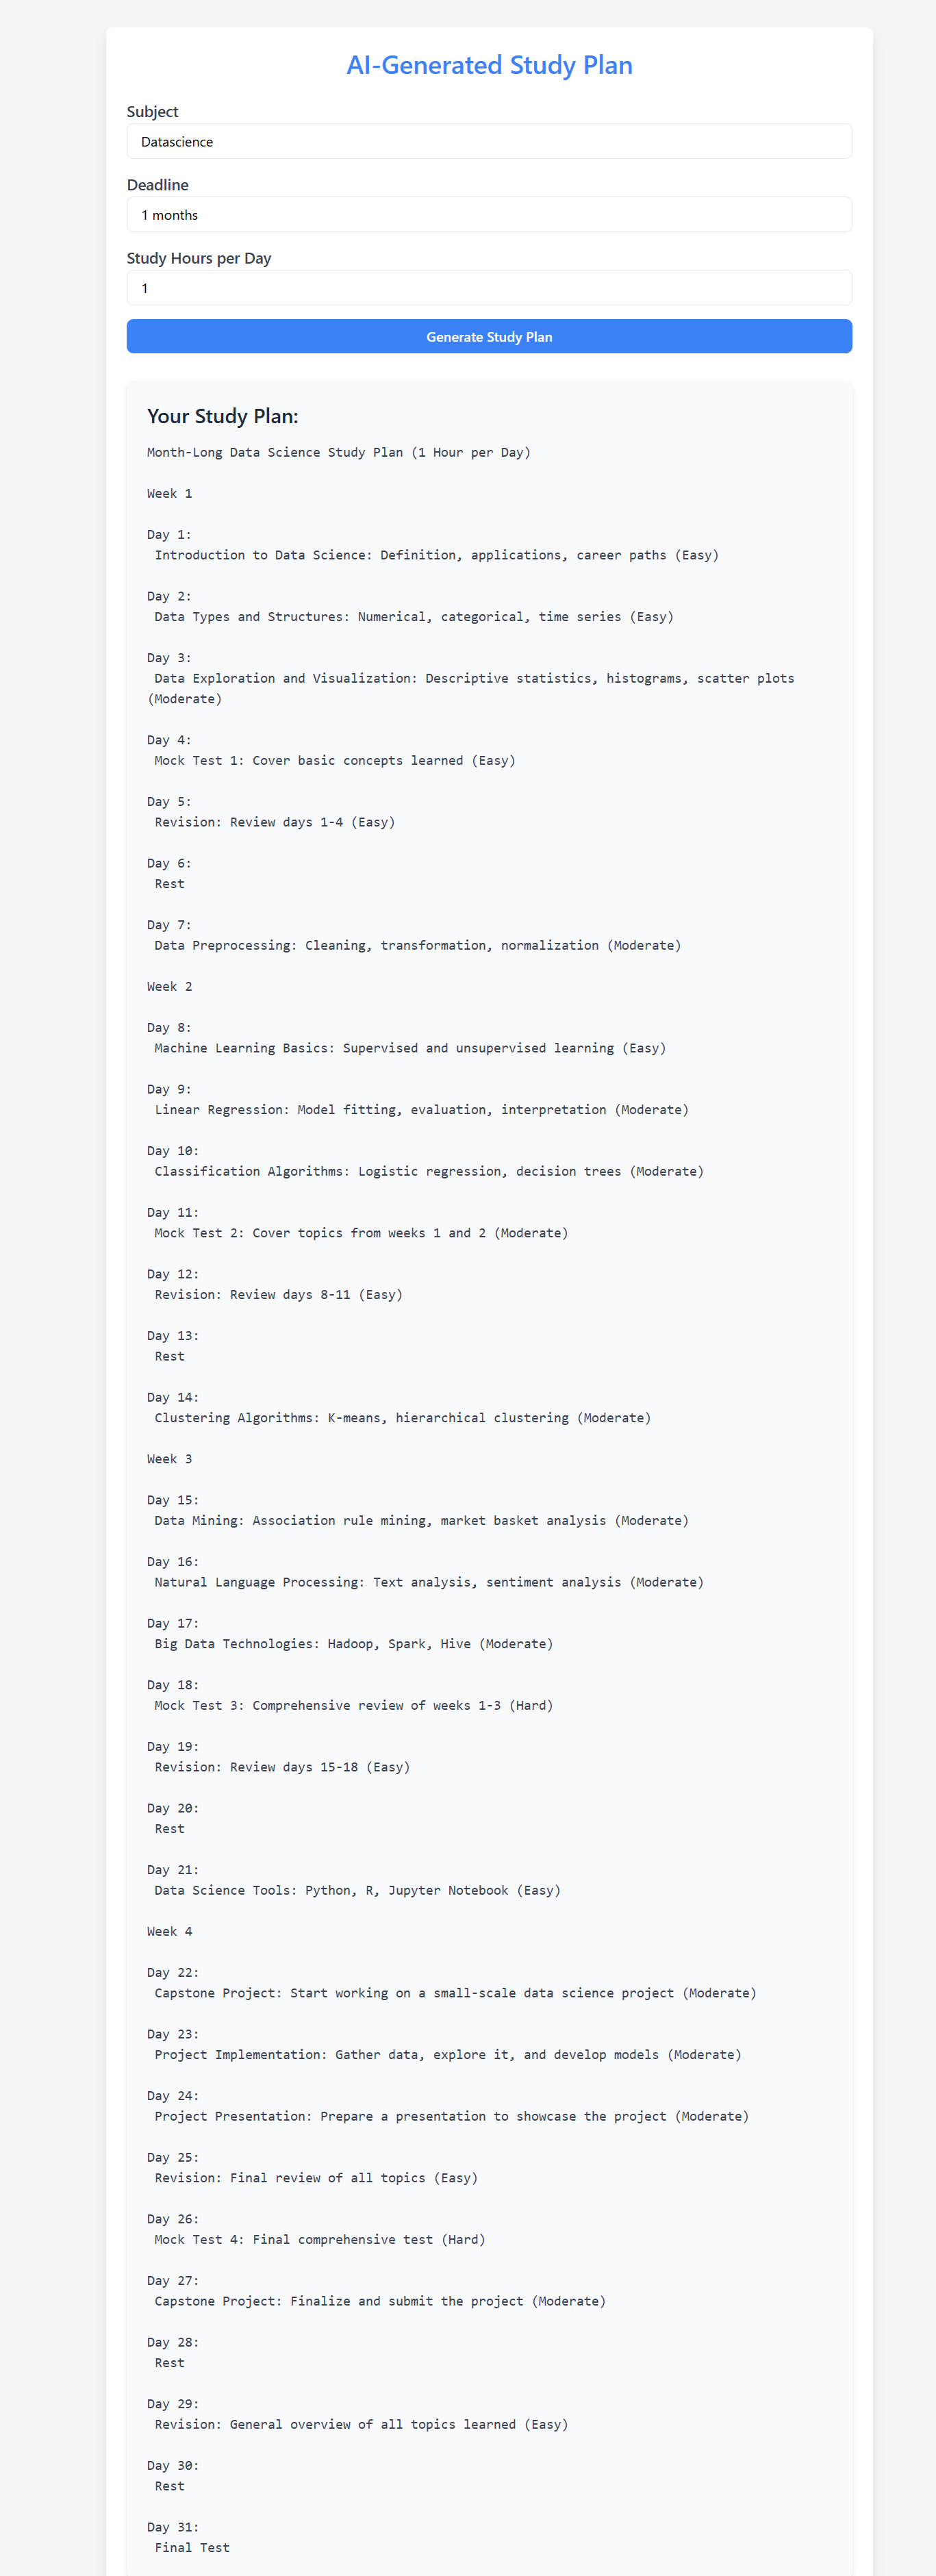 AI-Generated Study Plan
Subject
Datascience
Deadline
1 months
Study Hours per Day
1
Generate Study Plan
Your Study Plan:
Month-Long Data Science Study Plan (1 Hour per Day)
Week 1
Day 1:
Introduction to Data Science: Definition, applications, career paths (Easy)
Day 2:
Data Types and Structures: Numerical, categorical, time series (Easy)
Day 3:
Data Exploration and Visualization: Descriptive statistics, histograms, scatter plots
(Moderate)
Day 4:
Mock Test 1: Cover basic concepts learned (Easy)
Day 5:
Revision: Review days 1-4 (Easy)
Day 6:
Rest
Day 7:
Data Preprocessing: Cleaning, transformation, normalization (Moderate)
Week 2
Day 8:
Machine Learning Basics: Supervised and unsupervised learning (Easy)
Day 9:
Linear Regression: Model fitting, evaluation, interpretation (Moderate)
Day 10:
Classification Algorithms: Logistic regression, decision trees (Moderate)
Day 11:
Mock Test 2: Cover topics from weeks 1 and 2 (Moderate)
Day 12:
Revision: Review days 8-11 (Easy)
Day 13:
Rest
Day 14:
Clustering Algorithms: K-means, hierarchical clustering (Moderate)
Week 3
Day 15:
Data Mining: Association rule mining, market basket analysis (Moderate)
Day 16:
Natural Language Processing: Text analysis, sentiment analysis (Moderate)
Day 17:
Big Data Technologies: Hadoop, Spark, Hive (Moderate)
Day 18:
Mock Test 3: Comprehensive review of weeks 1-3 (Hard)
Day 19:
Revision: Review days 15-18 (Easy)
Day 20:
Rest
Day 21:
Data Science Tools: Python, R, Jupyter Notebook (Easy)
Week 4
Day 22:
Capstone Project: Start working on a small-scale data science project (Moderate)
Day 23:
Project Implementation: Gather data, explore it, and develop models (Moderate)
Day 24:
Project Presentation: Prepare a presentation to showcase the project (Moderate)
Day 25:
Revision: Final review of all topics (Easy)
Day 26:
Mock Test 4: Final comprehensive test (Hard)
Day 27:
Capstone Project: Finalize and submit the project (Moderate)
Day 28:
Rest
Day 29:
Revision: General overview of all topics learned (Easy)
Day 30:
Rest
Day 31:
Final Test